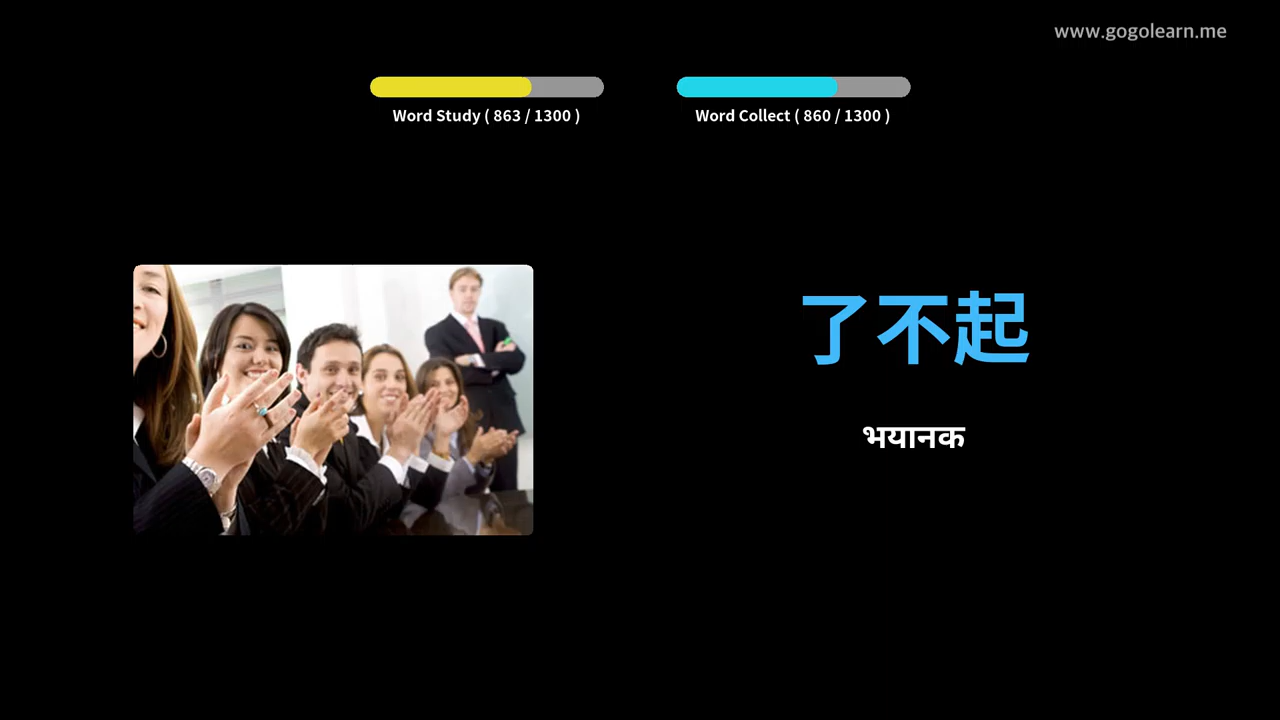 www.gogolearn.me
Word Study ( 863 / 1300 )
Word Collect ( 860 / 1300 )
了不起
भयानक